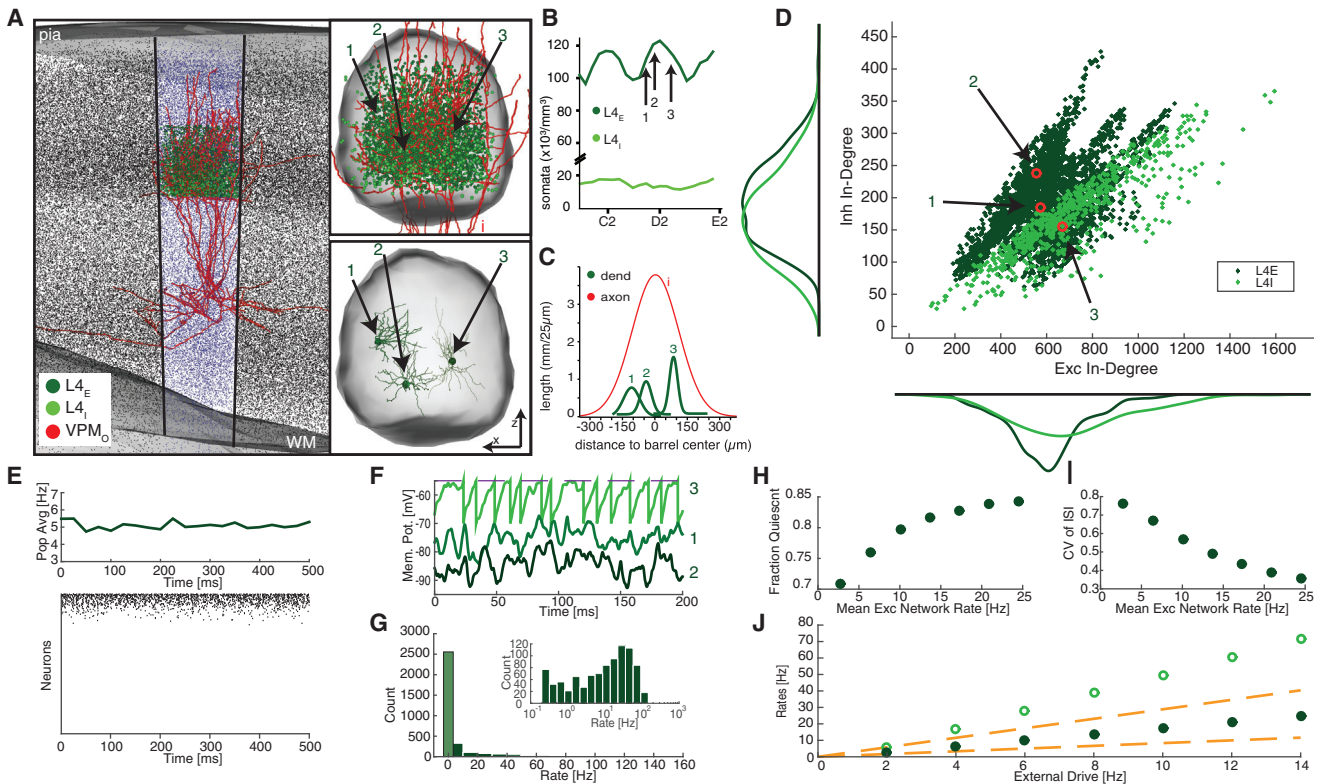 A
pia
1
2
3
i
1
2
3
x
z
WM
L4E
L4I
VPMO
B
somata (x10³/mm³)
120
100
80
60
20
0
L4E
L4I
1
2
3
C2
D2
E2
C
length (mm/25µm)
3
2
1
0
dend
axon
i
1
2
3
-300
-150
0
150
300
distance to barrel center (µm)
D
Inh In-Degree
450
400
350
300
250
200
150
100
50
0
2
1
3
L4E
L4I
0
200
400
600
800
1000
1200
1400
1600
Exc In-Degree
E
Pop Avg [Hz]
7
6
5
4
3
0
100
200
300
400
500
Time [ms]
Neurons
0
100
200
300
400
500
Time [ms]
F
Mem. Pot. [mV]
-60
-70
-80
-90
3
1
2
0
50
100
150
200
Time [ms]
G
Count
3000
2500
2000
1500
1000
500
0
0
20
40
60
80
100
120
140
160
Rate [Hz]
Count
120
100
80
60
40
20
0
10⁻¹
10⁰
10¹
10²
10³
Rate [Hz]
H
Fraction Quiescent
0.85
0.8
0.75
0.7
0
5
10
15
20
25
Mean Exc Network Rate [Hz]
I
CV of ISI
0.8
0.7
0.6
0.5
0.4
0.3
0
5
10
15
20
25
Mean Exc Network Rate [Hz]
J
Rates [Hz]
80
70
60
50
40
30
20
10
0
0
2
4
6
8
10
12
14
External Drive [Hz]